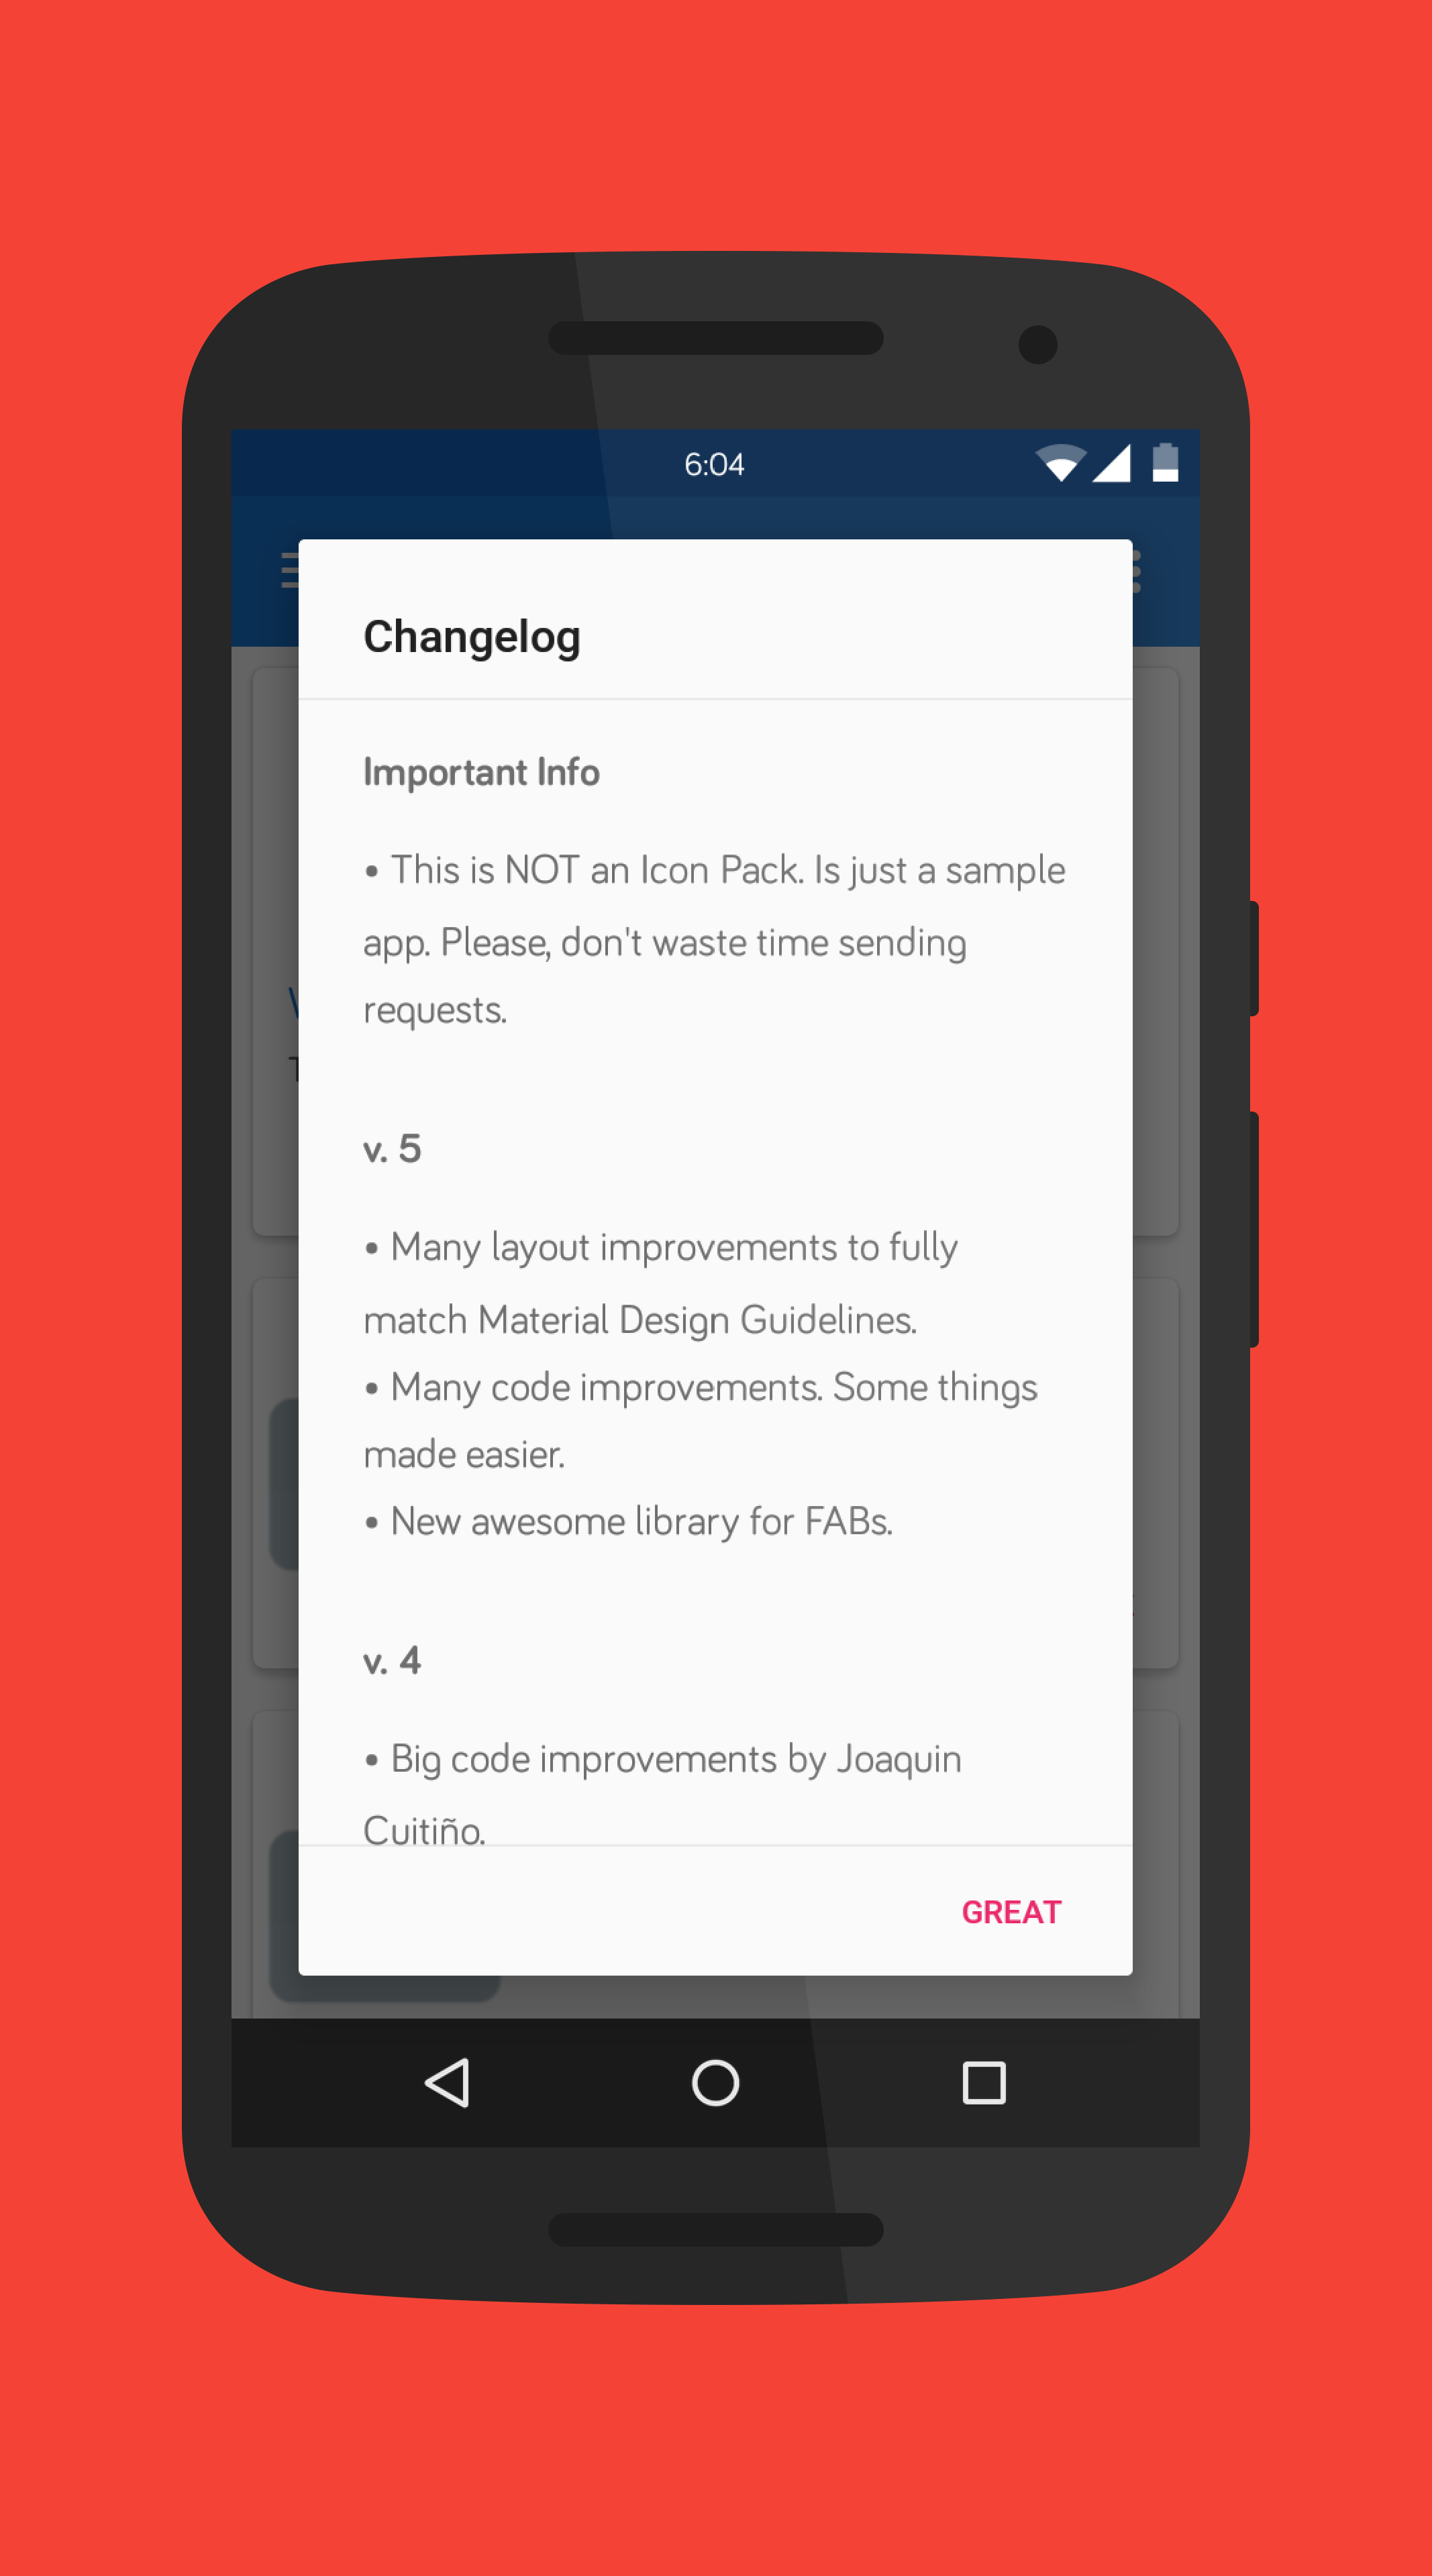 6:04
Changelog
Important Info
• This is NOT an Icon Pack. Is just a sample
app. Please, don't waste time sending
requests.
v. 5
• Many layout improvements to fully
match Material Design Guidelines.
• Many code improvements. Some things
made easier.
• New awesome library for FABs.
v. 4
• Big code improvements by Joaquin
Cuitiño.
GREAT